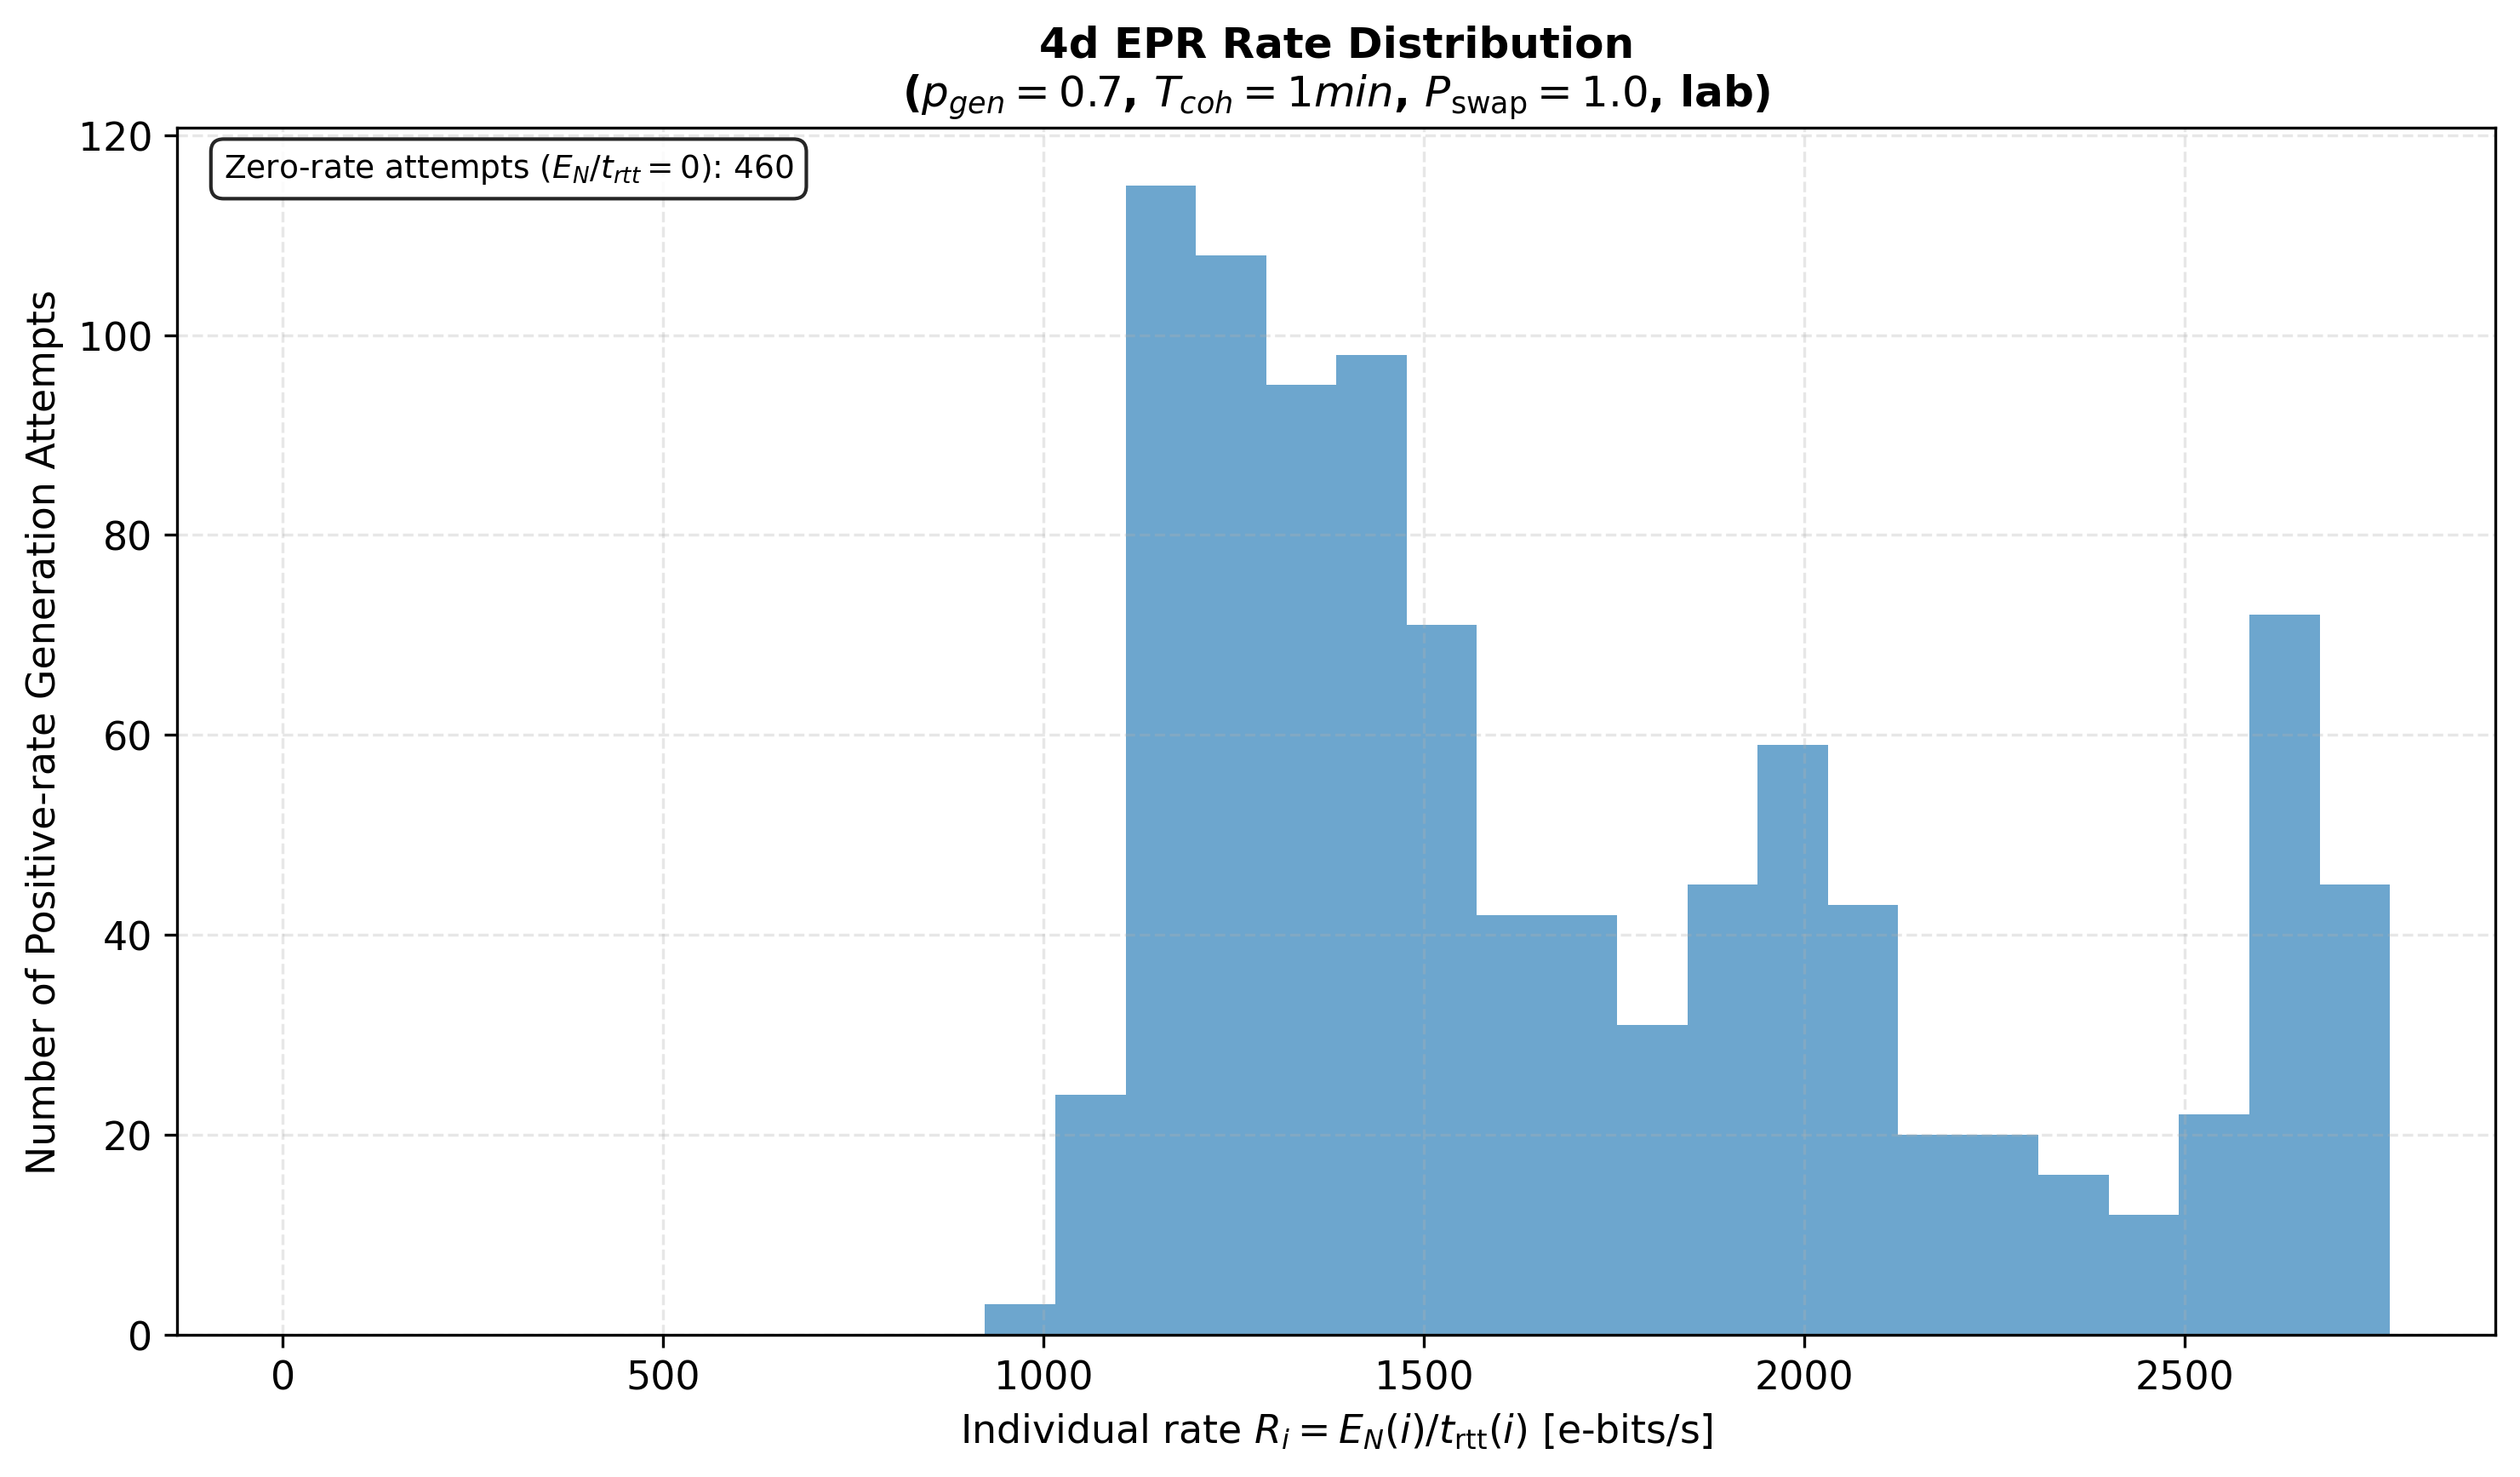 4d EPR Rate Distribution
(p_gen = 0.7, T_coh = 1min, P_swap = 1.0, lab)
Zero-rate attempts (E_N/t_rtt = 0): 460
Number of Positive-rate Generation Attempts
120
100
80
60
40
20
0
0 500 1000 1500 2000 2500
Individual rate R_i = E_N(i)/t_rtt(i) [e-bits/s]